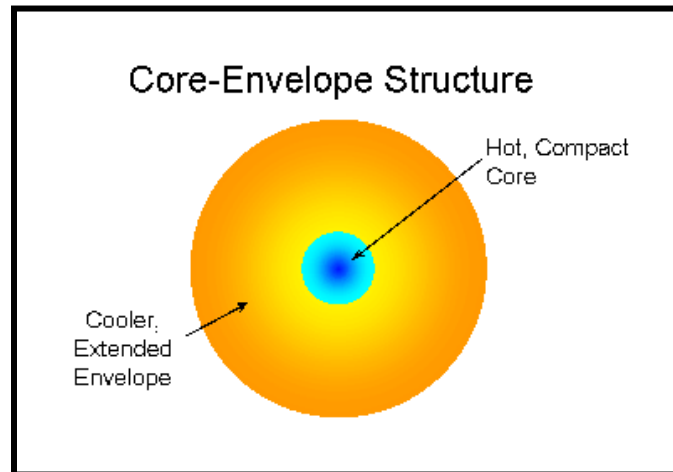 Core-Envelope Structure
Hot, Compact
Core
Cooler,
Extended
Envelope